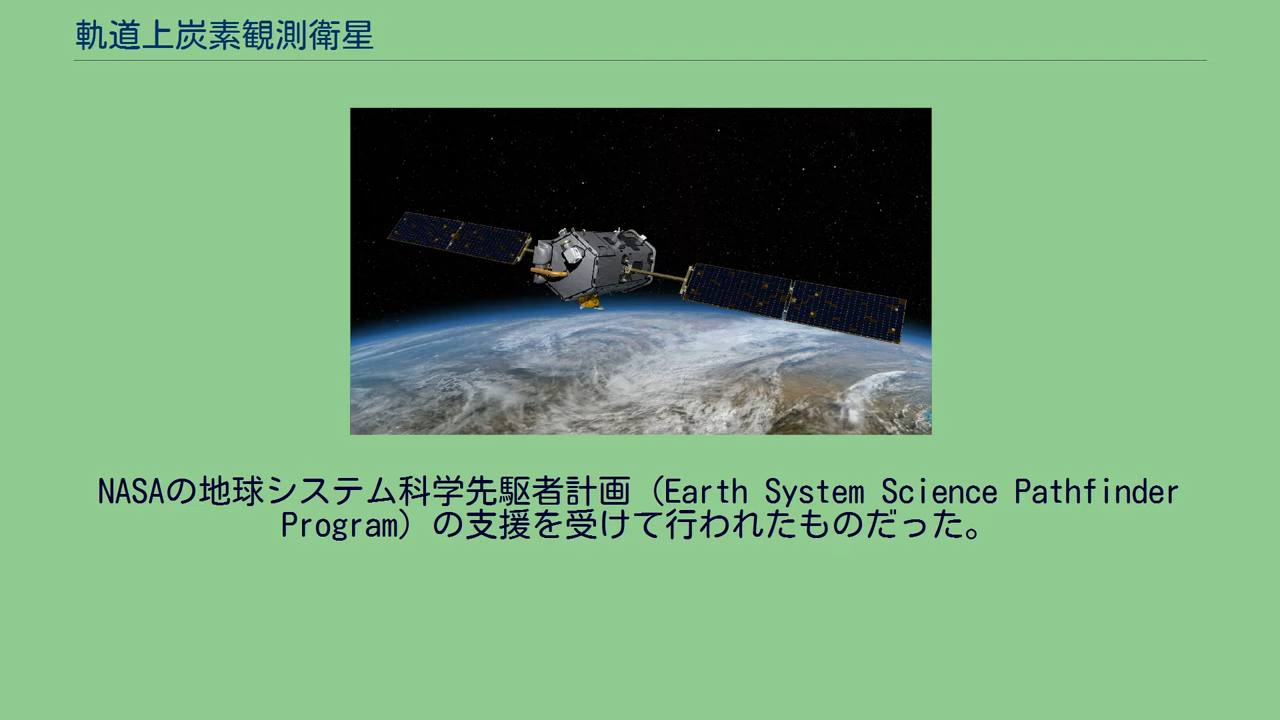 軌道上炭素観測衛星
NASAの地球システム科学先駆者計画（Earth System Science Pathfinder
Program）の支援を受けて行われたものだった。